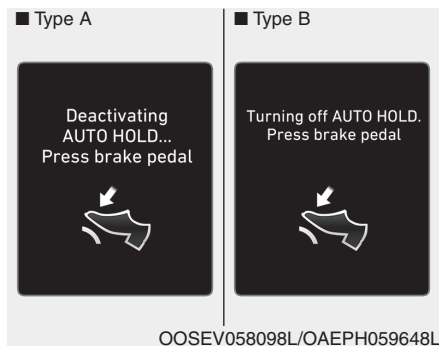 ■ Type A
■ Type B
Deactivating
AUTO HOLD...
Press brake pedal
Turning off AUTO HOLD.
Press brake pedal
OOSEV058098L/OAEPH059648L